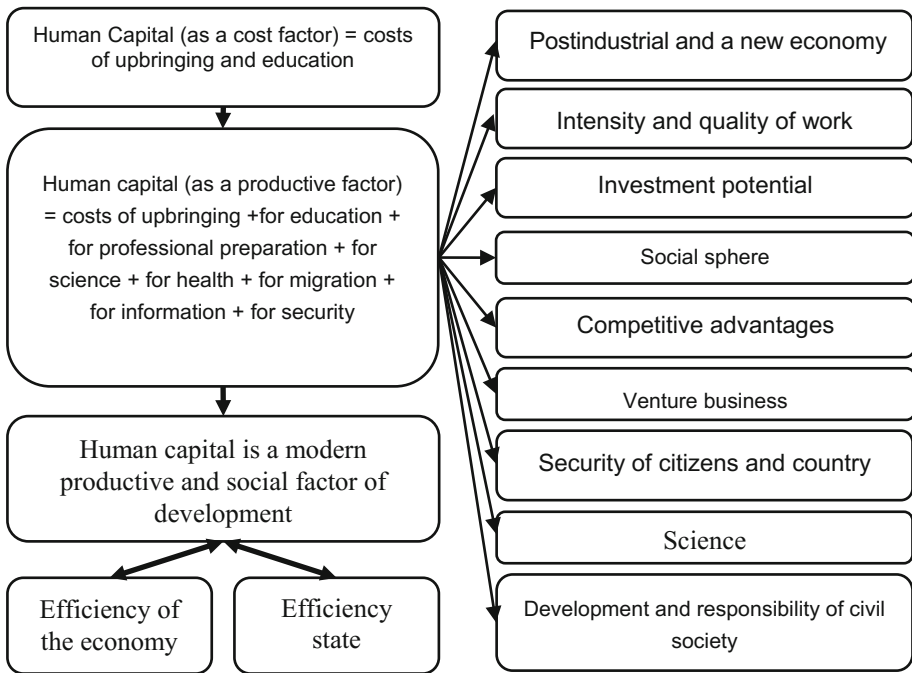 Human Capital (as a cost factor) = costs
of upbringing and education
Human capital (as a productive factor)
= costs of upbringing +for education +
for professional preparation + for
science + for health + for migration +
for information + for security
Human capital is a modern
productive and social factor of
development
Efficiency of
the economy
Efficiency
state
Postindustrial and a new economy
Intensity and quality of work
Investment potential
Social sphere
Competitive advantages
Venture business
Security of citizens and country
Science
Development and responsibility of civil
society